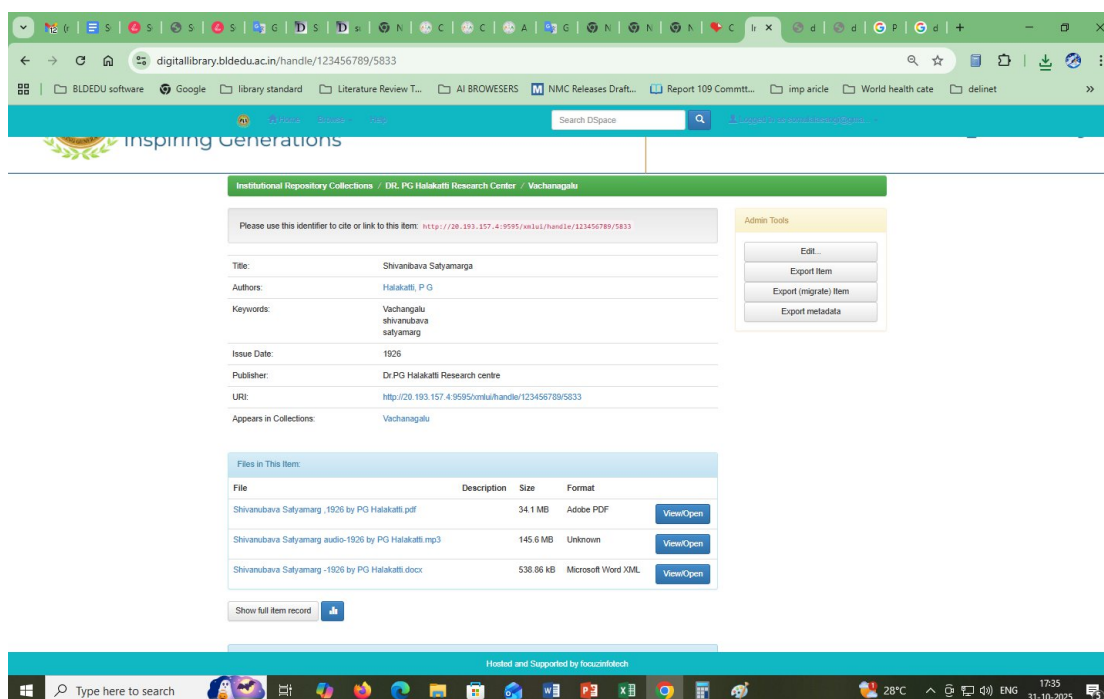 digitallibrary.bldedu.ac.in/handle/123456789/5833
BLDEDU software
Google
library standard
Literature Review T...
AI BROWESERS
NMC Releases Draft...
Report 109 Committ...
imp aricle
World health cate
delinet
Home
Search DSpace
Inspiring Generations
Institutional Repository Collections / DR. PG Halakatti Research Center / Vachanagalu
Please use this identifier to cite or link to this item: http://20.193.157.4:9595/xmlui/handle/123456789/5833
Title: Shivanibava Satyamarga
Authors: Halakatti, P G
Keywords: Vachangalu
shivanubava
satyamarg
Issue Date: 1926
Publisher: Dr.PG Halakatti Research centre
URI: http://20.193.157.4:9595/xmlui/handle/123456789/5833
Appears in Collections: Vachanagalu
Admin Tools
Edit...
Export Item
Export (migrate) Item
Export metadata
Files in This Item:
File Description Size Format
Shivanubava Satyamarg ,1926 by PG Halakatti.pdf 34.1 MB Adobe PDF View/Open
Shivanubava Satyamarg audio-1926 by PG Halakatti.mp3 145.6 MB Unknown View/Open
Shivanubava Satyamarg -1926 by PG Halakatti.docx 538.86 kB Microsoft Word XML View/Open
Show full item record
Hosted and Supported by focuzinfotech
Type here to search
28°C
ENG
17:35
31-10-2025